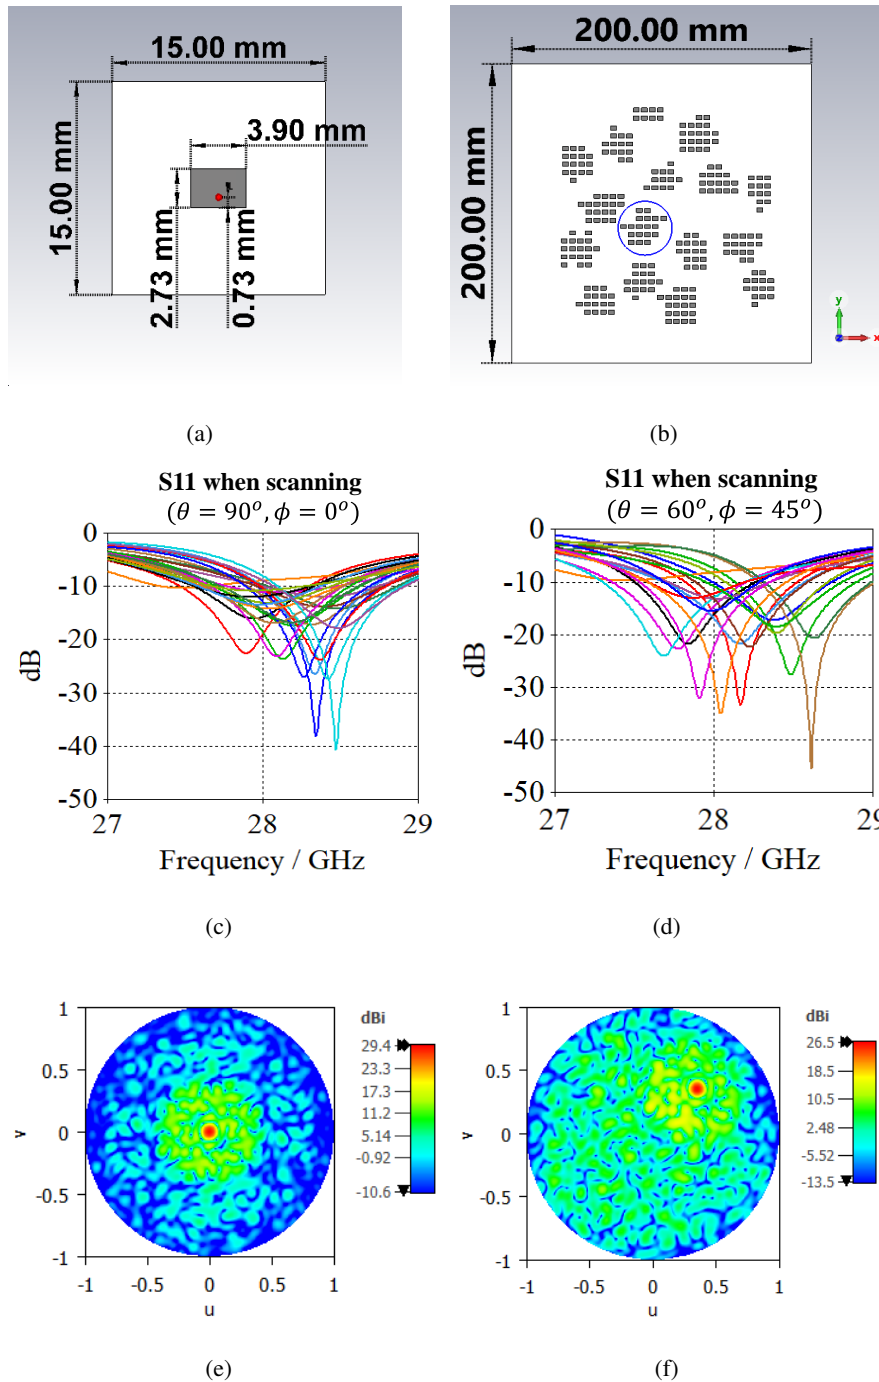 15.00 mm
3.90 mm
15.00 mm
2.73 mm
0.73 mm
(a)
200.00 mm
200.00 mm
y
x
(b)
S11 when scanning
(θ = 90°, ϕ = 0°)
0
-10
-20
-30
-40
-50
dB
27
28
29
Frequency / GHz
(c)
S11 when scanning
(θ = 60°, ϕ = 45°)
0
-10
-20
-30
-40
-50
dB
27
28
29
Frequency / GHz
(d)
1
0.5
0
-0.5
-1
v
-1
-0.5
0
0.5
1
u
dBi
29.4
23.3
17.3
11.2
5.14
-0.92
-10.6
(e)
1
0.5
0
-0.5
-1
v
-1
-0.5
0
0.5
1
u
dBi
26.5
18.5
10.5
2.48
-5.52
-13.5
(f)